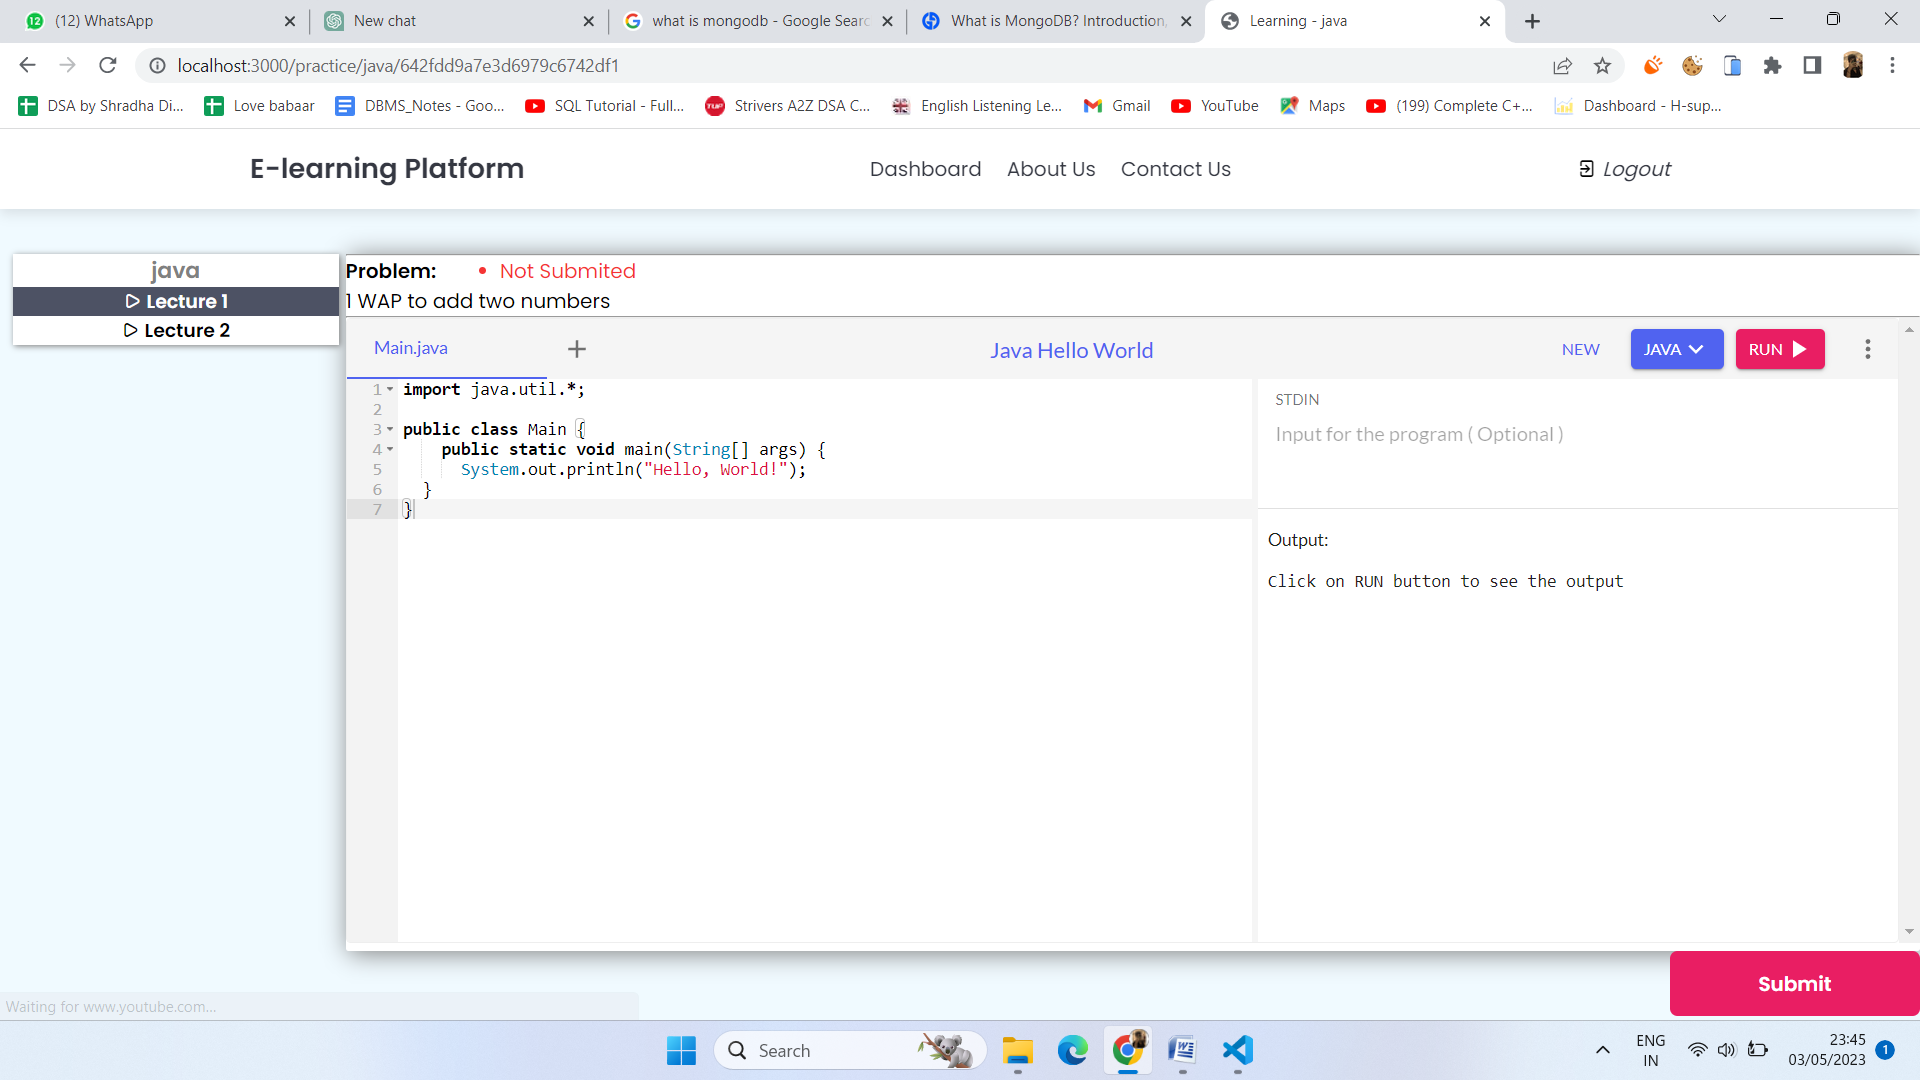 (12) WhatsApp
New chat
what is mongodb - Google Searc
What is MongoDB? Introduction,
Learning - java
localhost:3000/practice/java/642fdd9a7e3d6979c6742df1
DSA by Shradha Di...
Love babaar
DBMS_Notes - Goo...
SQL Tutorial - Full...
Strivers A2Z DSA C...
English Listening Le...
Gmail
YouTube
Maps
(199) Complete C+...
Dashboard - H-sup...
E-learning Platform
Dashboard
About Us
Contact Us
Logout
java
Lecture 1
Lecture 2
Problem:
• Not Submited
1 WAP to add two numbers
Main.java
Java Hello World
NEW
JAVA
RUN
1 import java.util.*;
2
3 public class Main {
4 public static void main(String[] args) {
5 System.out.println("Hello, World!");
6 }
7 }
STDIN
Input for the program ( Optional )
Output:
Click on RUN button to see the output
Submit
Waiting for www.youtube.com...
Search
ENG
IN
23:45
03/05/2023
1